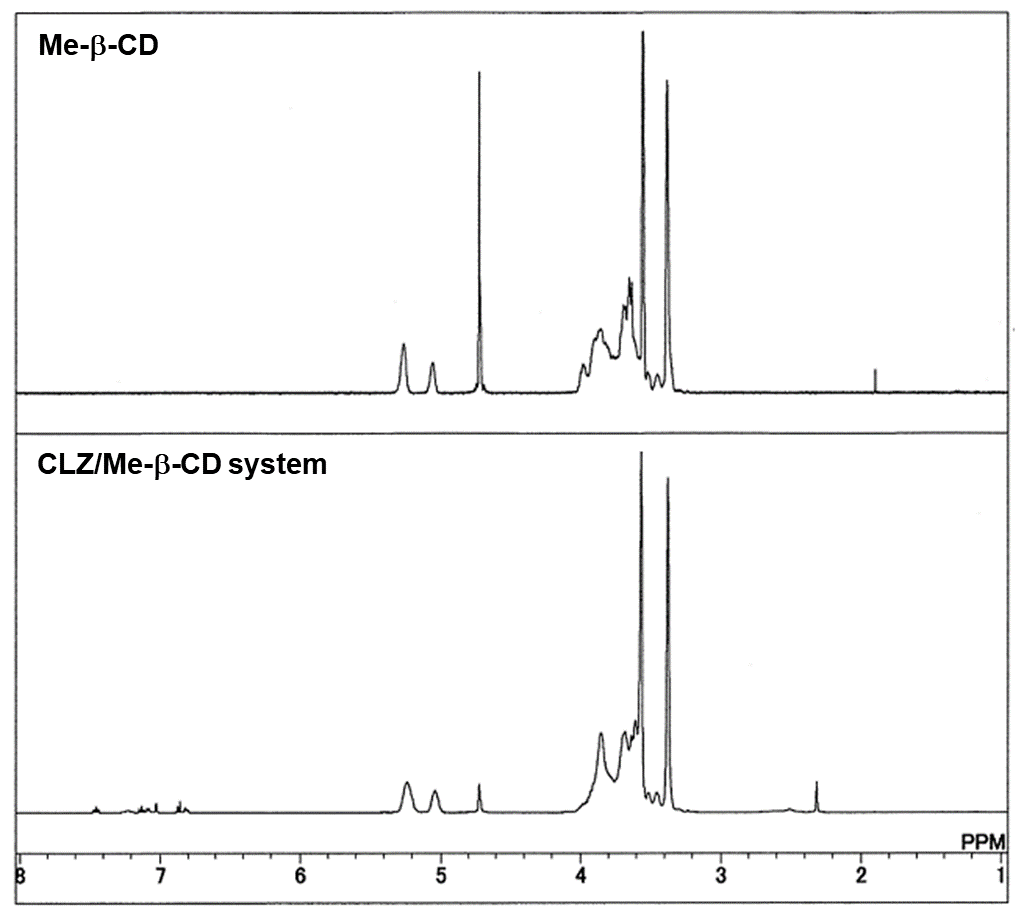 Me-β-CD
CLZ/Me-β-CD system
PPM
8 7 6 5 4 3 2 1